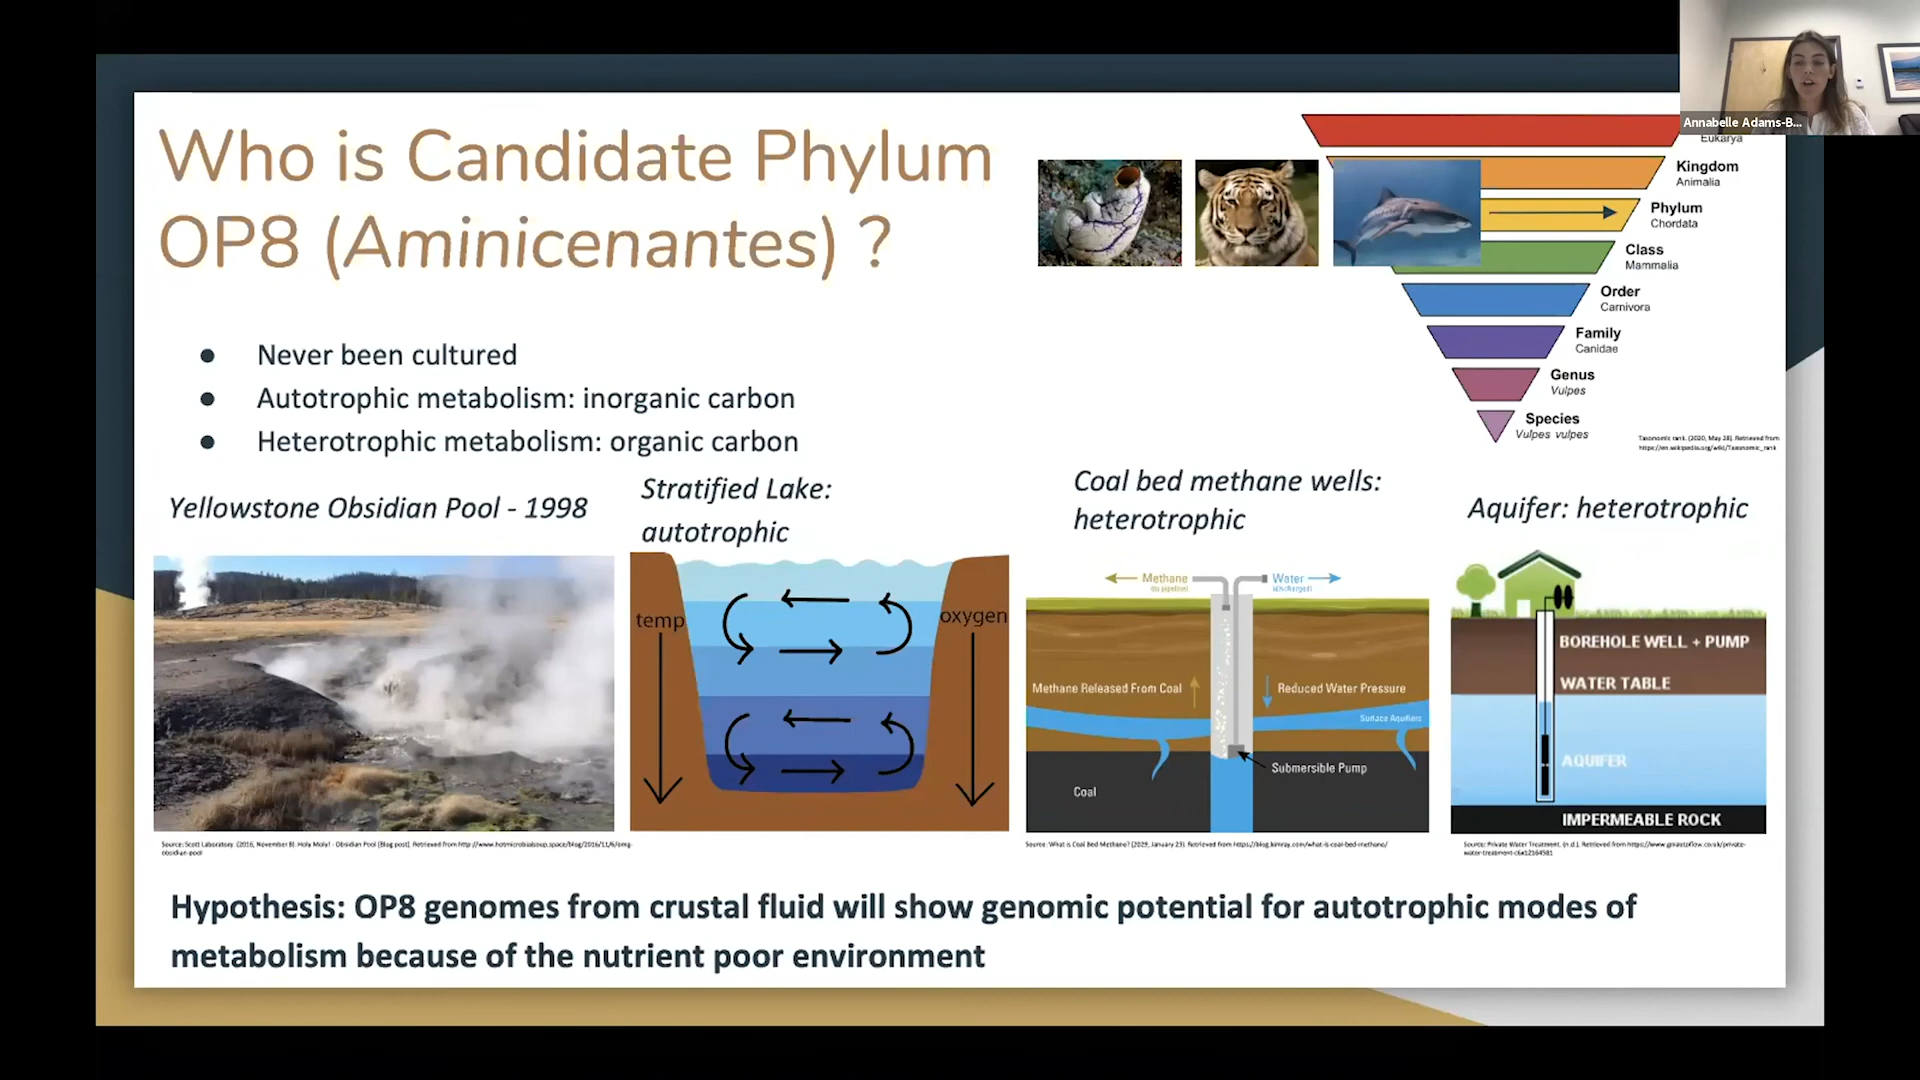 Annabelle Adams-B...
Who is Candidate Phylum
OP8 (Aminicenantes) ?
Eukarya
Kingdom
Animalia
Phylum
Chordata
Class
Mammalia
Order
Carnivora
Family
Canidae
Genus
Vulpes
Species
Vulpes vulpes
Taxonomic rank. (2020, May 28). Retrieved from
https://en.wikipedia.org/wiki/Taxonomic_rank
● Never been cultured
● Autotrophic metabolism: inorganic carbon
● Heterotrophic metabolism: organic carbon
Yellowstone Obsidian Pool - 1998
Stratified Lake:
autotrophic
temp
oxygen
Coal bed methane wells:
heterotrophic
Methane
(to pipeline)
Water
(discharged)
Methane Released From Coal
Reduced Water Pressure
Surface Aquifers
Submersible Pump
Coal
Aquifer: heterotrophic
BOREHOLE WELL + PUMP
WATER TABLE
AQUIFER
IMPERMEABLE ROCK
Source: Scott Laboratory. (2016, November 8). Holy Moly! - Obsidian Pool [Blog post]. Retrieved from http://www.hotmicrobialsoup.space/blog/2016/11/6/omg-
obsidian-pool
Source: What is Coal Bed Methane? (2029, January 23). Retrieved from https://blog.kimray.com/what-is-coal-bed-methane/
Source: Private Water Treatment. (n.d.). Retrieved from https://www.gmautoflow.co.uk/private-
Hypothesis: OP8 genomes from crustal fluid will show genomic potential for autotrophic modes of
metabolism because of the nutrient poor environment